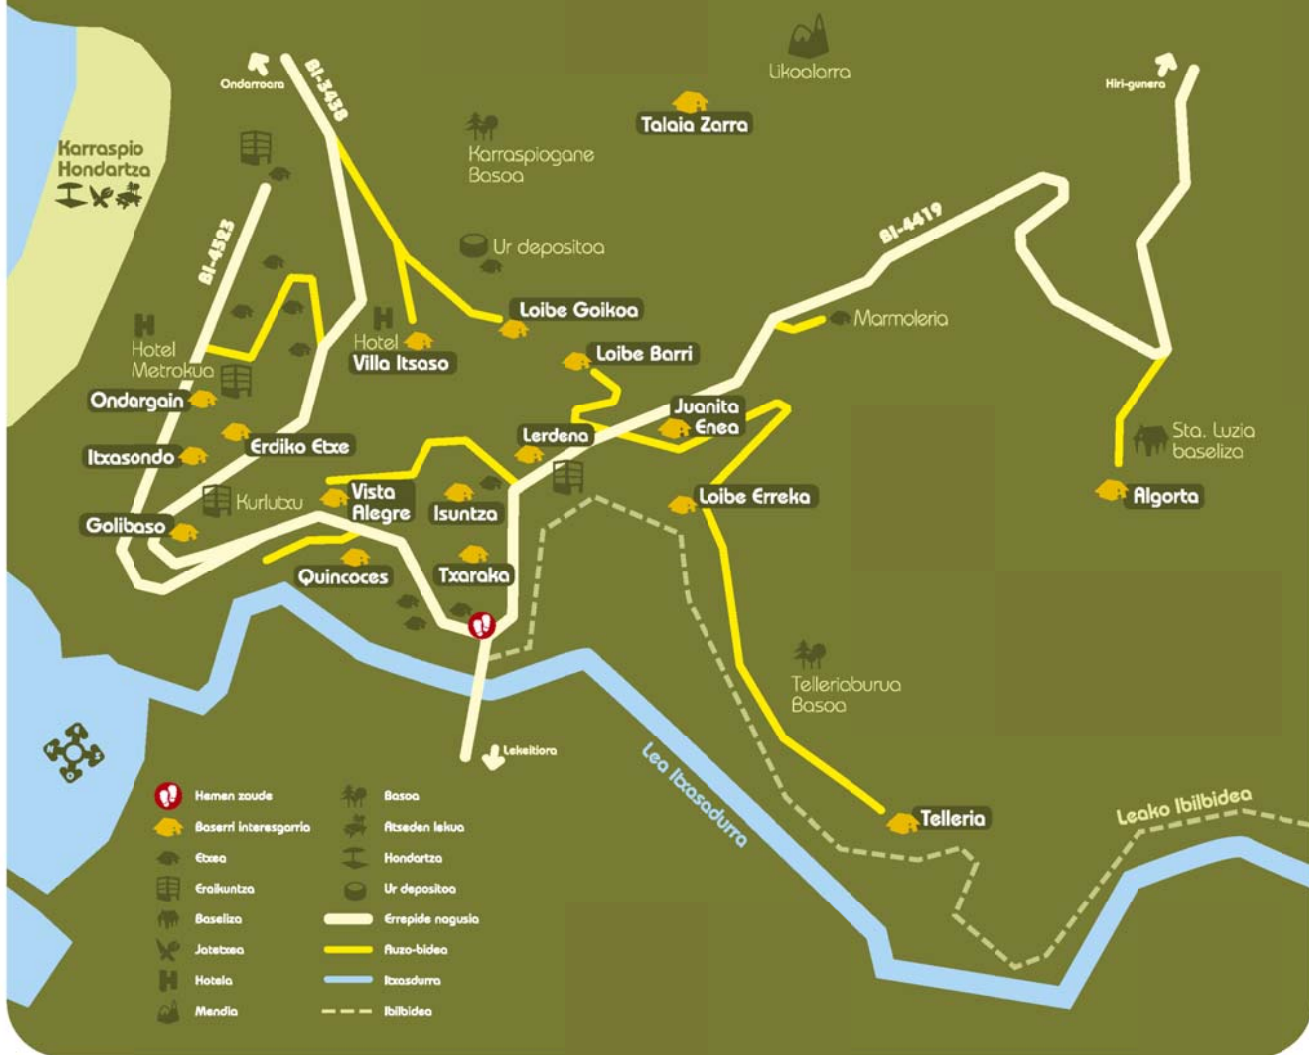 Likoalarra
Ondarroara
BI-3438
Hiri-gunera
Talaia Zarra
Karraspio
Hondartza
Karraspiogane
Basoa
BI-4523
BI-4419
Ur depositoa
Loibe Goikoa
Marmoleria
Hotel
Metrokua
Hotel
Villa Itsaso
Loibe Barri
Ondargain
Juanita
Enea
Lerdena
Erdiko Etxe
Itxasondo
Sta. Luzia
baseliza
Kurlutxu
Vista
Alegre
Isuntza
Loibe Erreka
Algorta
Golibaso
Quincoces
Txaraka
Telleriaburua
Basoa
Lekeitiora
Lea Itxasadurra
Leako Ibilbidea
Telleria
Hemen zaude
Baserri interesgarria
Etxea
Eraikuntza
Baseliza
Jatetxea
Hotela
Mendia
Basoa
Atseden lekua
Hondartza
Ur depositoa
Errepide nagusia
Auzo-bidea
Itxasdurra
Ibilbidea